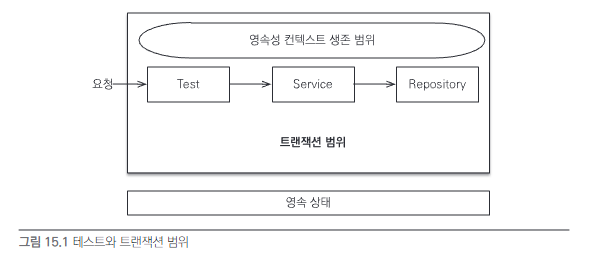 영속성 컨텍스트 생존 범위
요청
Test
Service
Repository
트랜잭션 범위
영속 상태
그림 15.1 테스트와 트랜잭션 범위